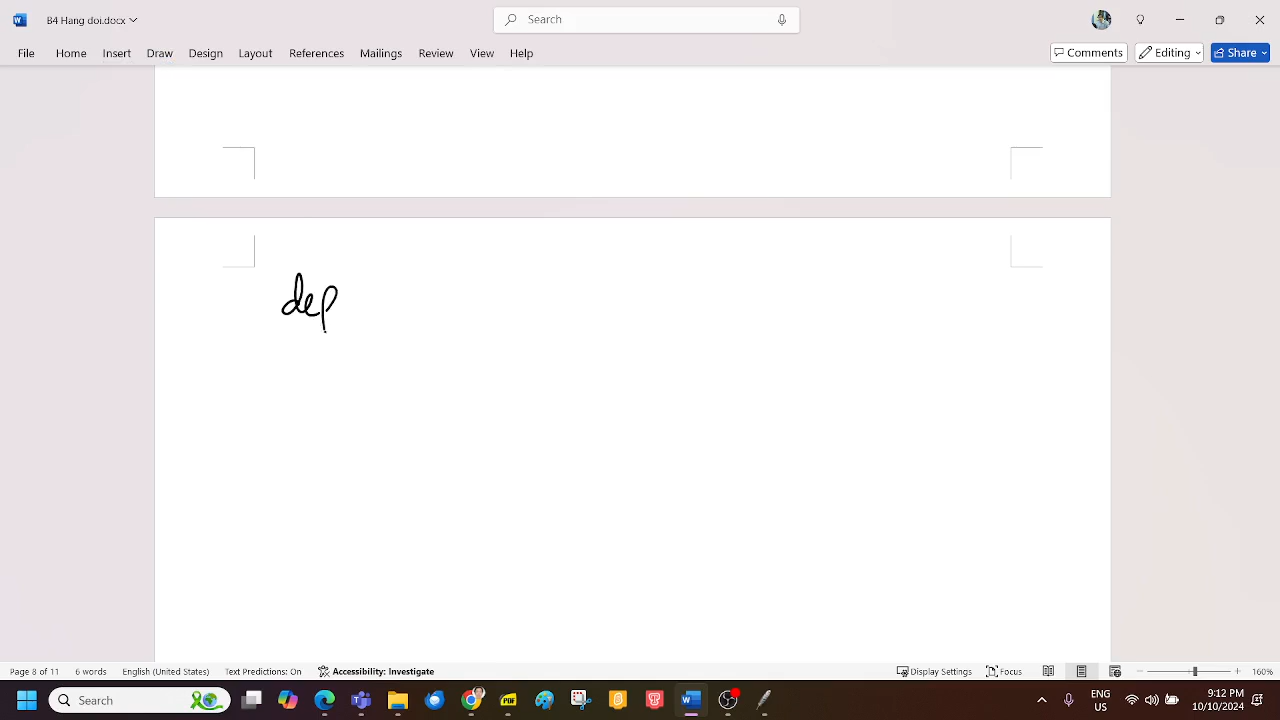 B4 Hang doi.docx
Search
File Home Insert Draw Design Layout References Mailings Review View Help
Comments Editing Share
dep
Page 8 of 11 6 words English (United States) Text Predictions: On Accessibility: Investigate Display Settings Focus 160%
Search PDF ENG 9:12 PM
US 10/10/2024